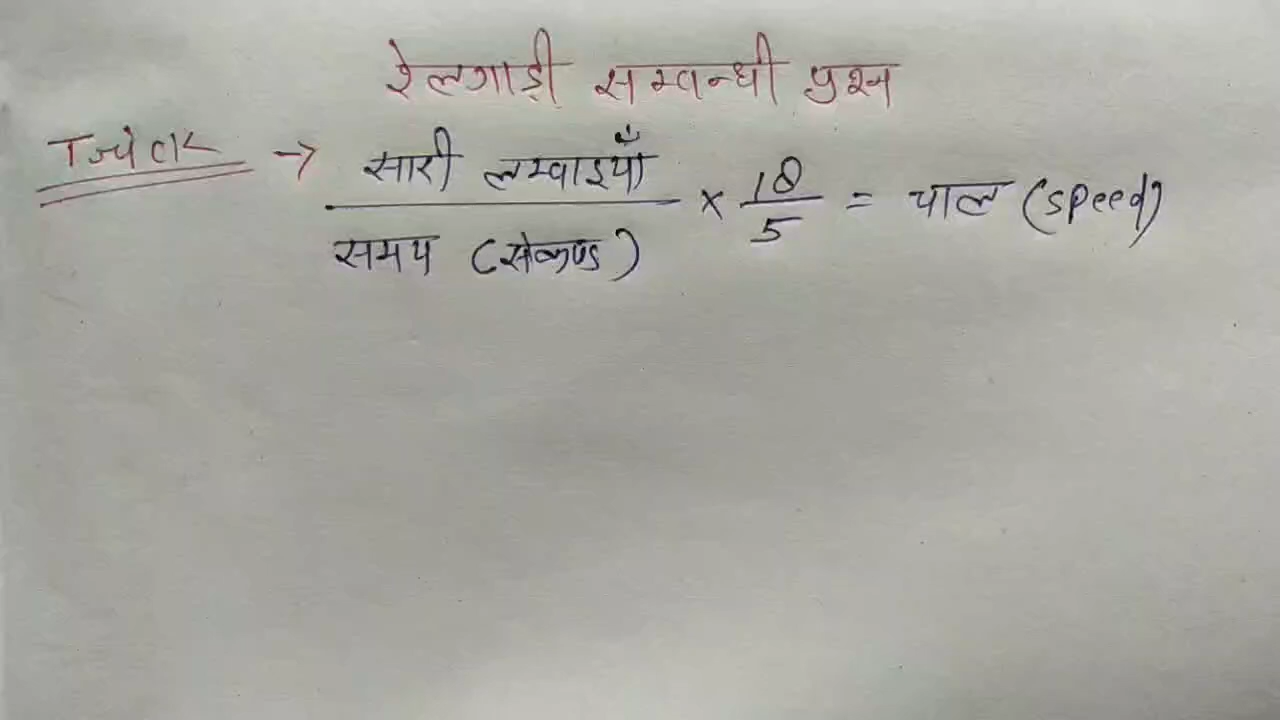 रेलगाड़ी सम्बन्धी प्रश्न
Trick → सारी लम्बाइयाँ / समय (सेकण्ड) × 18/5 = चाल (speed)